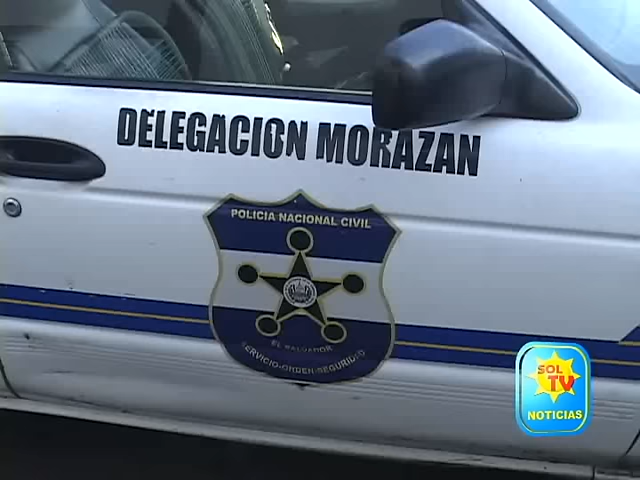 DELEGACION MORAZAN
POLICIA NACIONAL CIVIL
EL SALVADOR
SERVICIO-ORDEN-SEGURIDAD
SOL
TV
NOTICIAS